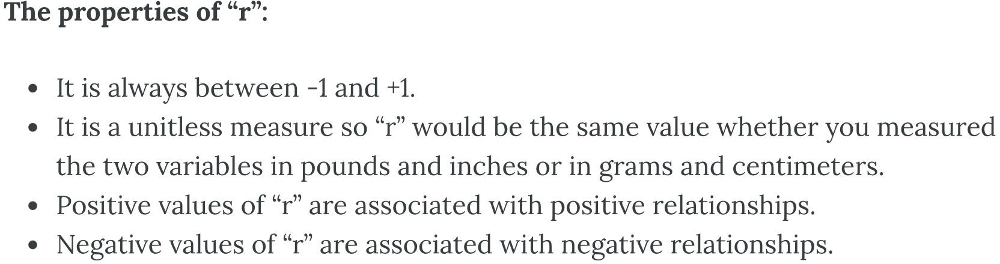 The properties of “r”:
• It is always between -1 and +1.
• It is a unitless measure so “r” would be the same value whether you measured
the two variables in pounds and inches or in grams and centimeters.
• Positive values of “r” are associated with positive relationships.
• Negative values of “r” are associated with negative relationships.